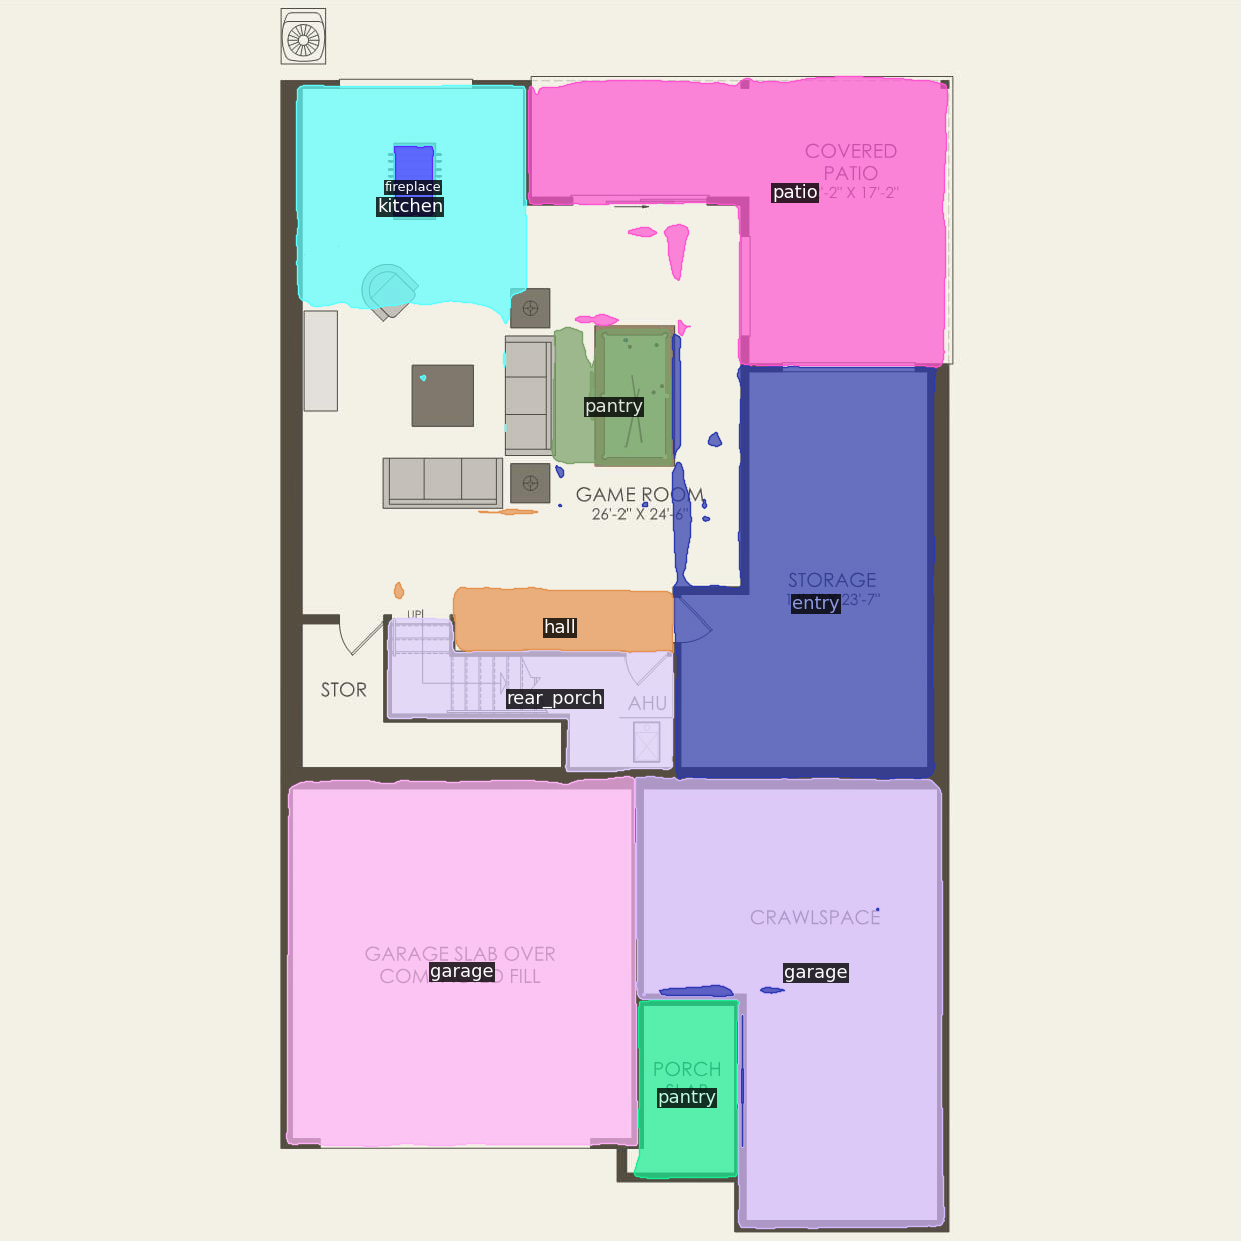 COVERED
PATIO
patio
'-2" X 17'-2"
fireplace
kitchen
pantry
GAME ROOM
26'-2" X 24'-6"
STORAGE
entry
23'-7"
UP
hall
STOR
rear_porch
AHU
CRAWLSPACE
GARAGE SLAB OVER
garage
FILL
garage
PORCH
pantry